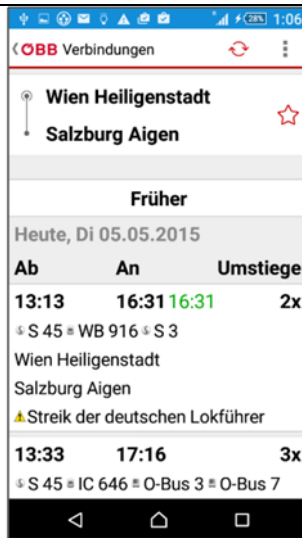 28% 1:06
ÖBB Verbindungen
Wien Heiligenstadt
Salzburg Aigen
Früher
Heute, Di 05.05.2015
Ab An Umstiege
13:13 16:31 16:31 2x
S 45 WB 916 S 3
Wien Heiligenstadt
Salzburg Aigen
Streik der deutschen Lokführer
13:33 17:16 3x
S 45 IC 646 O-Bus 3 O-Bus 7